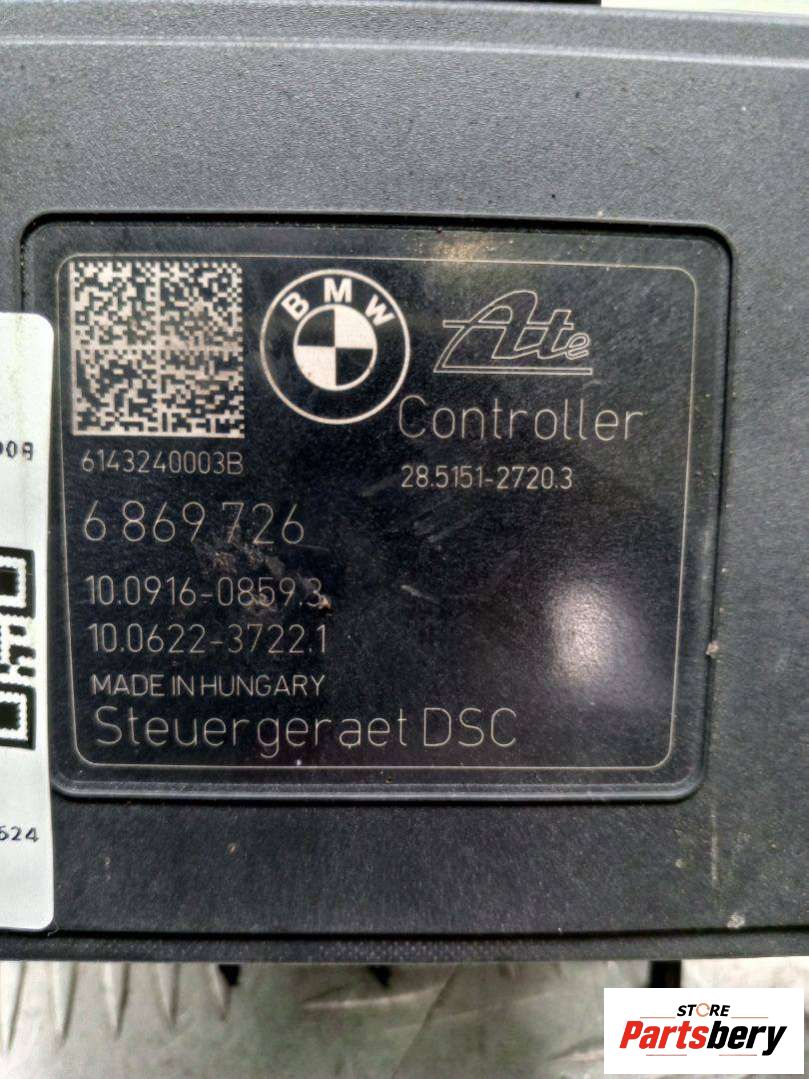 BMW
Ate
Controller
6143240003B
28.5151-2720.3
6 869 726
10.0916-0859.3
10.0622-3722.1
MADE IN HUNGARY
Steuergeraet DSC
624
STORE
Partsbery